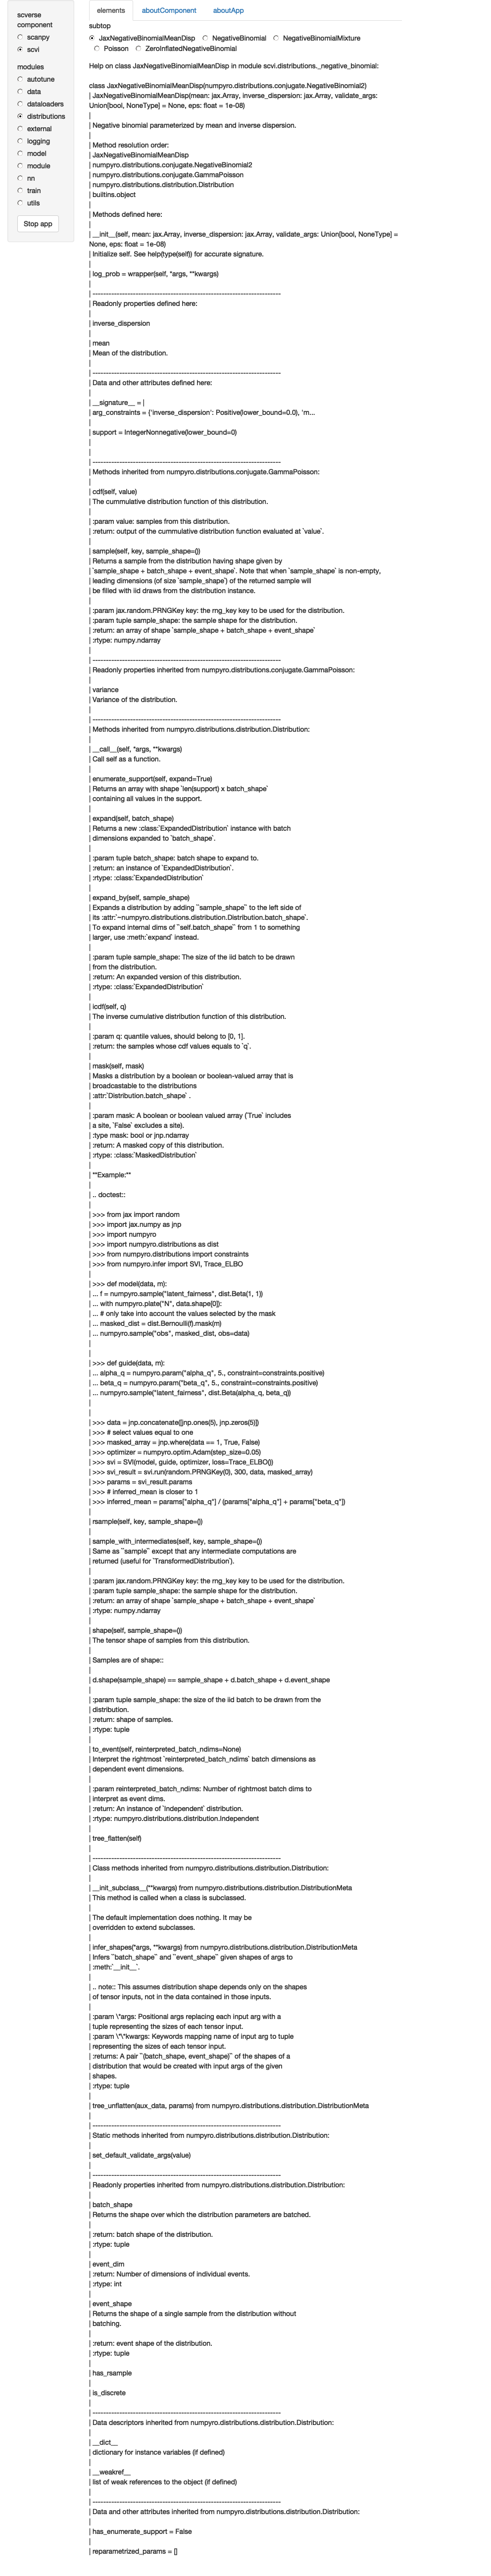 scverse
component
scanpy
scvi
modules
autotune
data
dataloaders
distributions
external
logging
model
module
nn
train
utils
Stop app
elements
aboutComponent
aboutApp
subtop
JaxNegativeBinomialMeanDisp NegativeBinomial NegativeBinomialMixture
Poisson ZeroInflatedNegativeBinomial
Help on class JaxNegativeBinomialMeanDisp in module scvi.distributions._negative_binomial:
class JaxNegativeBinomialMeanDisp(numpyro.distributions.conjugate.NegativeBinomial2)
| JaxNegativeBinomialMeanDisp(mean: jax.Array, inverse_dispersion: jax.Array, validate_args:
Union[bool, NoneType] = None, eps: float = 1e-08)
|
| Negative binomial parameterized by mean and inverse dispersion.
|
| Method resolution order:
| JaxNegativeBinomialMeanDisp
| numpyro.distributions.conjugate.NegativeBinomial2
| numpyro.distributions.conjugate.GammaPoisson
| numpyro.distributions.distribution.Distribution
| builtins.object
|
| Methods defined here:
|
| __init__(self, mean: jax.Array, inverse_dispersion: jax.Array, validate_args: Union[bool, NoneType] =
None, eps: float = 1e-08)
| Initialize self. See help(type(self)) for accurate signature.
|
| log_prob = wrapper(self, *args, **kwargs)
|
| ----------------------------------------------------------------------
| Readonly properties defined here:
|
| inverse_dispersion
|
| mean
| Mean of the distribution.
|
| ----------------------------------------------------------------------
| Data and other attributes defined here:
|
| __signature__ = |
| arg_constraints = {'inverse_dispersion': Positive(lower_bound=0.0), 'm...
|
| support = IntegerNonnegative(lower_bound=0)
|
|
| ----------------------------------------------------------------------
| Methods inherited from numpyro.distributions.conjugate.GammaPoisson:
|
| cdf(self, value)
| The cummulative distribution function of this distribution.
|
| :param value: samples from this distribution.
| :return: output of the cummulative distribution function evaluated at `value`.
|
| sample(self, key, sample_shape=())
| Returns a sample from the distribution having shape given by
| `sample_shape + batch_shape + event_shape`. Note that when `sample_shape` is non-empty,
| leading dimensions (of size `sample_shape`) of the returned sample will
| be filled with iid draws from the distribution instance.
|
| :param jax.random.PRNGKey key: the rng_key key to be used for the distribution.
| :param tuple sample_shape: the sample shape for the distribution.
| :return: an array of shape `sample_shape + batch_shape + event_shape`
| :rtype: numpy.ndarray
|
| ----------------------------------------------------------------------
| Readonly properties inherited from numpyro.distributions.conjugate.GammaPoisson:
|
| variance
| Variance of the distribution.
|
| ----------------------------------------------------------------------
| Methods inherited from numpyro.distributions.distribution.Distribution:
|
| __call__(self, *args, **kwargs)
| Call self as a function.
|
| enumerate_support(self, expand=True)
| Returns an array with shape `len(support) x batch_shape`
| containing all values in the support.
|
| expand(self, batch_shape)
| Returns a new :class:`ExpandedDistribution` instance with batch
| dimensions expanded to `batch_shape`.
|
| :param tuple batch_shape: batch shape to expand to.
| :return: an instance of `ExpandedDistribution`.
| :rtype: :class:`ExpandedDistribution`
|
| expand_by(self, sample_shape)
| Expands a distribution by adding ``sample_shape`` to the left side of
| its :attr:`~numpyro.distributions.distribution.Distribution.batch_shape`.
| To expand internal dims of ``self.batch_shape`` from 1 to something
| larger, use :meth:`expand` instead.
|
| :param tuple sample_shape: The size of the iid batch to be drawn
| from the distribution.
| :return: An expanded version of this distribution.
| :rtype: :class:`ExpandedDistribution`
|
| icdf(self, q)
| The inverse cumulative distribution function of this distribution.
|
| :param q: quantile values, should belong to [0, 1].
| :return: the samples whose cdf values equals to `q`.
|
| mask(self, mask)
| Masks a distribution by a boolean or boolean-valued array that is
| broadcastable to the distributions
| :attr:`Distribution.batch_shape` .
|
| :param mask: A boolean or boolean valued array (`True` includes
| a site, `False` excludes a site).
| :type mask: bool or jnp.ndarray
| :return: A masked copy of this distribution.
| :rtype: :class:`MaskedDistribution`
|
| **Example:**
|
| .. doctest::
|
| >>> from jax import random
| >>> import jax.numpy as jnp
| >>> import numpyro
| >>> import numpyro.distributions as dist
| >>> from numpyro.distributions import constraints
| >>> from numpyro.infer import SVI, Trace_ELBO
|
| >>> def model(data, m):
| ... f = numpyro.sample("latent_fairness", dist.Beta(1, 1))
| ... with numpyro.plate("N", data.shape[0]):
| ... # only take into account the values selected by the mask
| ... masked_dist = dist.Bernoulli(f).mask(m)
| ... numpyro.sample("obs", masked_dist, obs=data)
|
|
| >>> def guide(data, m):
| ... alpha_q = numpyro.param("alpha_q", 5., constraint=constraints.positive)
| ... beta_q = numpyro.param("beta_q", 5., constraint=constraints.positive)
| ... numpyro.sample("latent_fairness", dist.Beta(alpha_q, beta_q))
|
|
| >>> data = jnp.concatenate([jnp.ones(5), jnp.zeros(5)])
| >>> # select values equal to one
| >>> masked_array = jnp.where(data == 1, True, False)
| >>> optimizer = numpyro.optim.Adam(step_size=0.05)
| >>> svi = SVI(model, guide, optimizer, loss=Trace_ELBO())
| >>> svi_result = svi.run(random.PRNGKey(0), 300, data, masked_array)
| >>> params = svi_result.params
| >>> # inferred_mean is closer to 1
| >>> inferred_mean = params["alpha_q"] / (params["alpha_q"] + params["beta_q"])
|
| rsample(self, key, sample_shape=())
|
| sample_with_intermediates(self, key, sample_shape=())
| Same as ``sample`` except that any intermediate computations are
| returned (useful for `TransformedDistribution`).
|
| :param jax.random.PRNGKey key: the rng_key key to be used for the distribution.
| :param tuple sample_shape: the sample shape for the distribution.
| :return: an array of shape `sample_shape + batch_shape + event_shape`
| :rtype: numpy.ndarray
|
| shape(self, sample_shape=())
| The tensor shape of samples from this distribution.
|
| Samples are of shape::
|
| d.shape(sample_shape) == sample_shape + d.batch_shape + d.event_shape
|
| :param tuple sample_shape: the size of the iid batch to be drawn from the
| distribution.
| :return: shape of samples.
| :rtype: tuple
|
| to_event(self, reinterpreted_batch_ndims=None)
| Interpret the rightmost `reinterpreted_batch_ndims` batch dimensions as
| dependent event dimensions.
|
| :param reinterpreted_batch_ndims: Number of rightmost batch dims to
| interpret as event dims.
| :return: An instance of `Independent` distribution.
| :rtype: numpyro.distributions.distribution.Independent
|
| tree_flatten(self)
|
| ----------------------------------------------------------------------
| Class methods inherited from numpyro.distributions.distribution.Distribution:
|
| __init_subclass__(**kwargs) from numpyro.distributions.distribution.DistributionMeta
| This method is called when a class is subclassed.
|
| The default implementation does nothing. It may be
| overridden to extend subclasses.
|
| infer_shapes(*args, **kwargs) from numpyro.distributions.distribution.DistributionMeta
| Infers ``batch_shape`` and ``event_shape`` given shapes of args to
| :meth:`__init__`.
|
| .. note:: This assumes distribution shape depends only on the shapes
| of tensor inputs, not in the data contained in those inputs.
|
| :param \*args: Positional args replacing each input arg with a
| tuple representing the sizes of each tensor input.
| :param \*\*kwargs: Keywords mapping name of input arg to tuple
| representing the sizes of each tensor input.
| :returns: A pair ``(batch_shape, event_shape)`` of the shapes of a
| distribution that would be created with input args of the given
| shapes.
| :rtype: tuple
|
| tree_unflatten(aux_data, params) from numpyro.distributions.distribution.DistributionMeta
|
| ----------------------------------------------------------------------
| Static methods inherited from numpyro.distributions.distribution.Distribution:
|
| set_default_validate_args(value)
|
| ----------------------------------------------------------------------
| Readonly properties inherited from numpyro.distributions.distribution.Distribution:
|
| batch_shape
| Returns the shape over which the distribution parameters are batched.
|
| :return: batch shape of the distribution.
| :rtype: tuple
|
| event_dim
| :return: Number of dimensions of individual events.
| :rtype: int
|
| event_shape
| Returns the shape of a single sample from the distribution without
| batching.
|
| :return: event shape of the distribution.
| :rtype: tuple
|
| has_rsample
|
| is_discrete
|
| ----------------------------------------------------------------------
| Data descriptors inherited from numpyro.distributions.distribution.Distribution:
|
| __dict__
| dictionary for instance variables (if defined)
|
| __weakref__
| list of weak references to the object (if defined)
|
| ----------------------------------------------------------------------
| Data and other attributes inherited from numpyro.distributions.distribution.Distribution:
|
| has_enumerate_support = False
|
| reparametrized_params = []